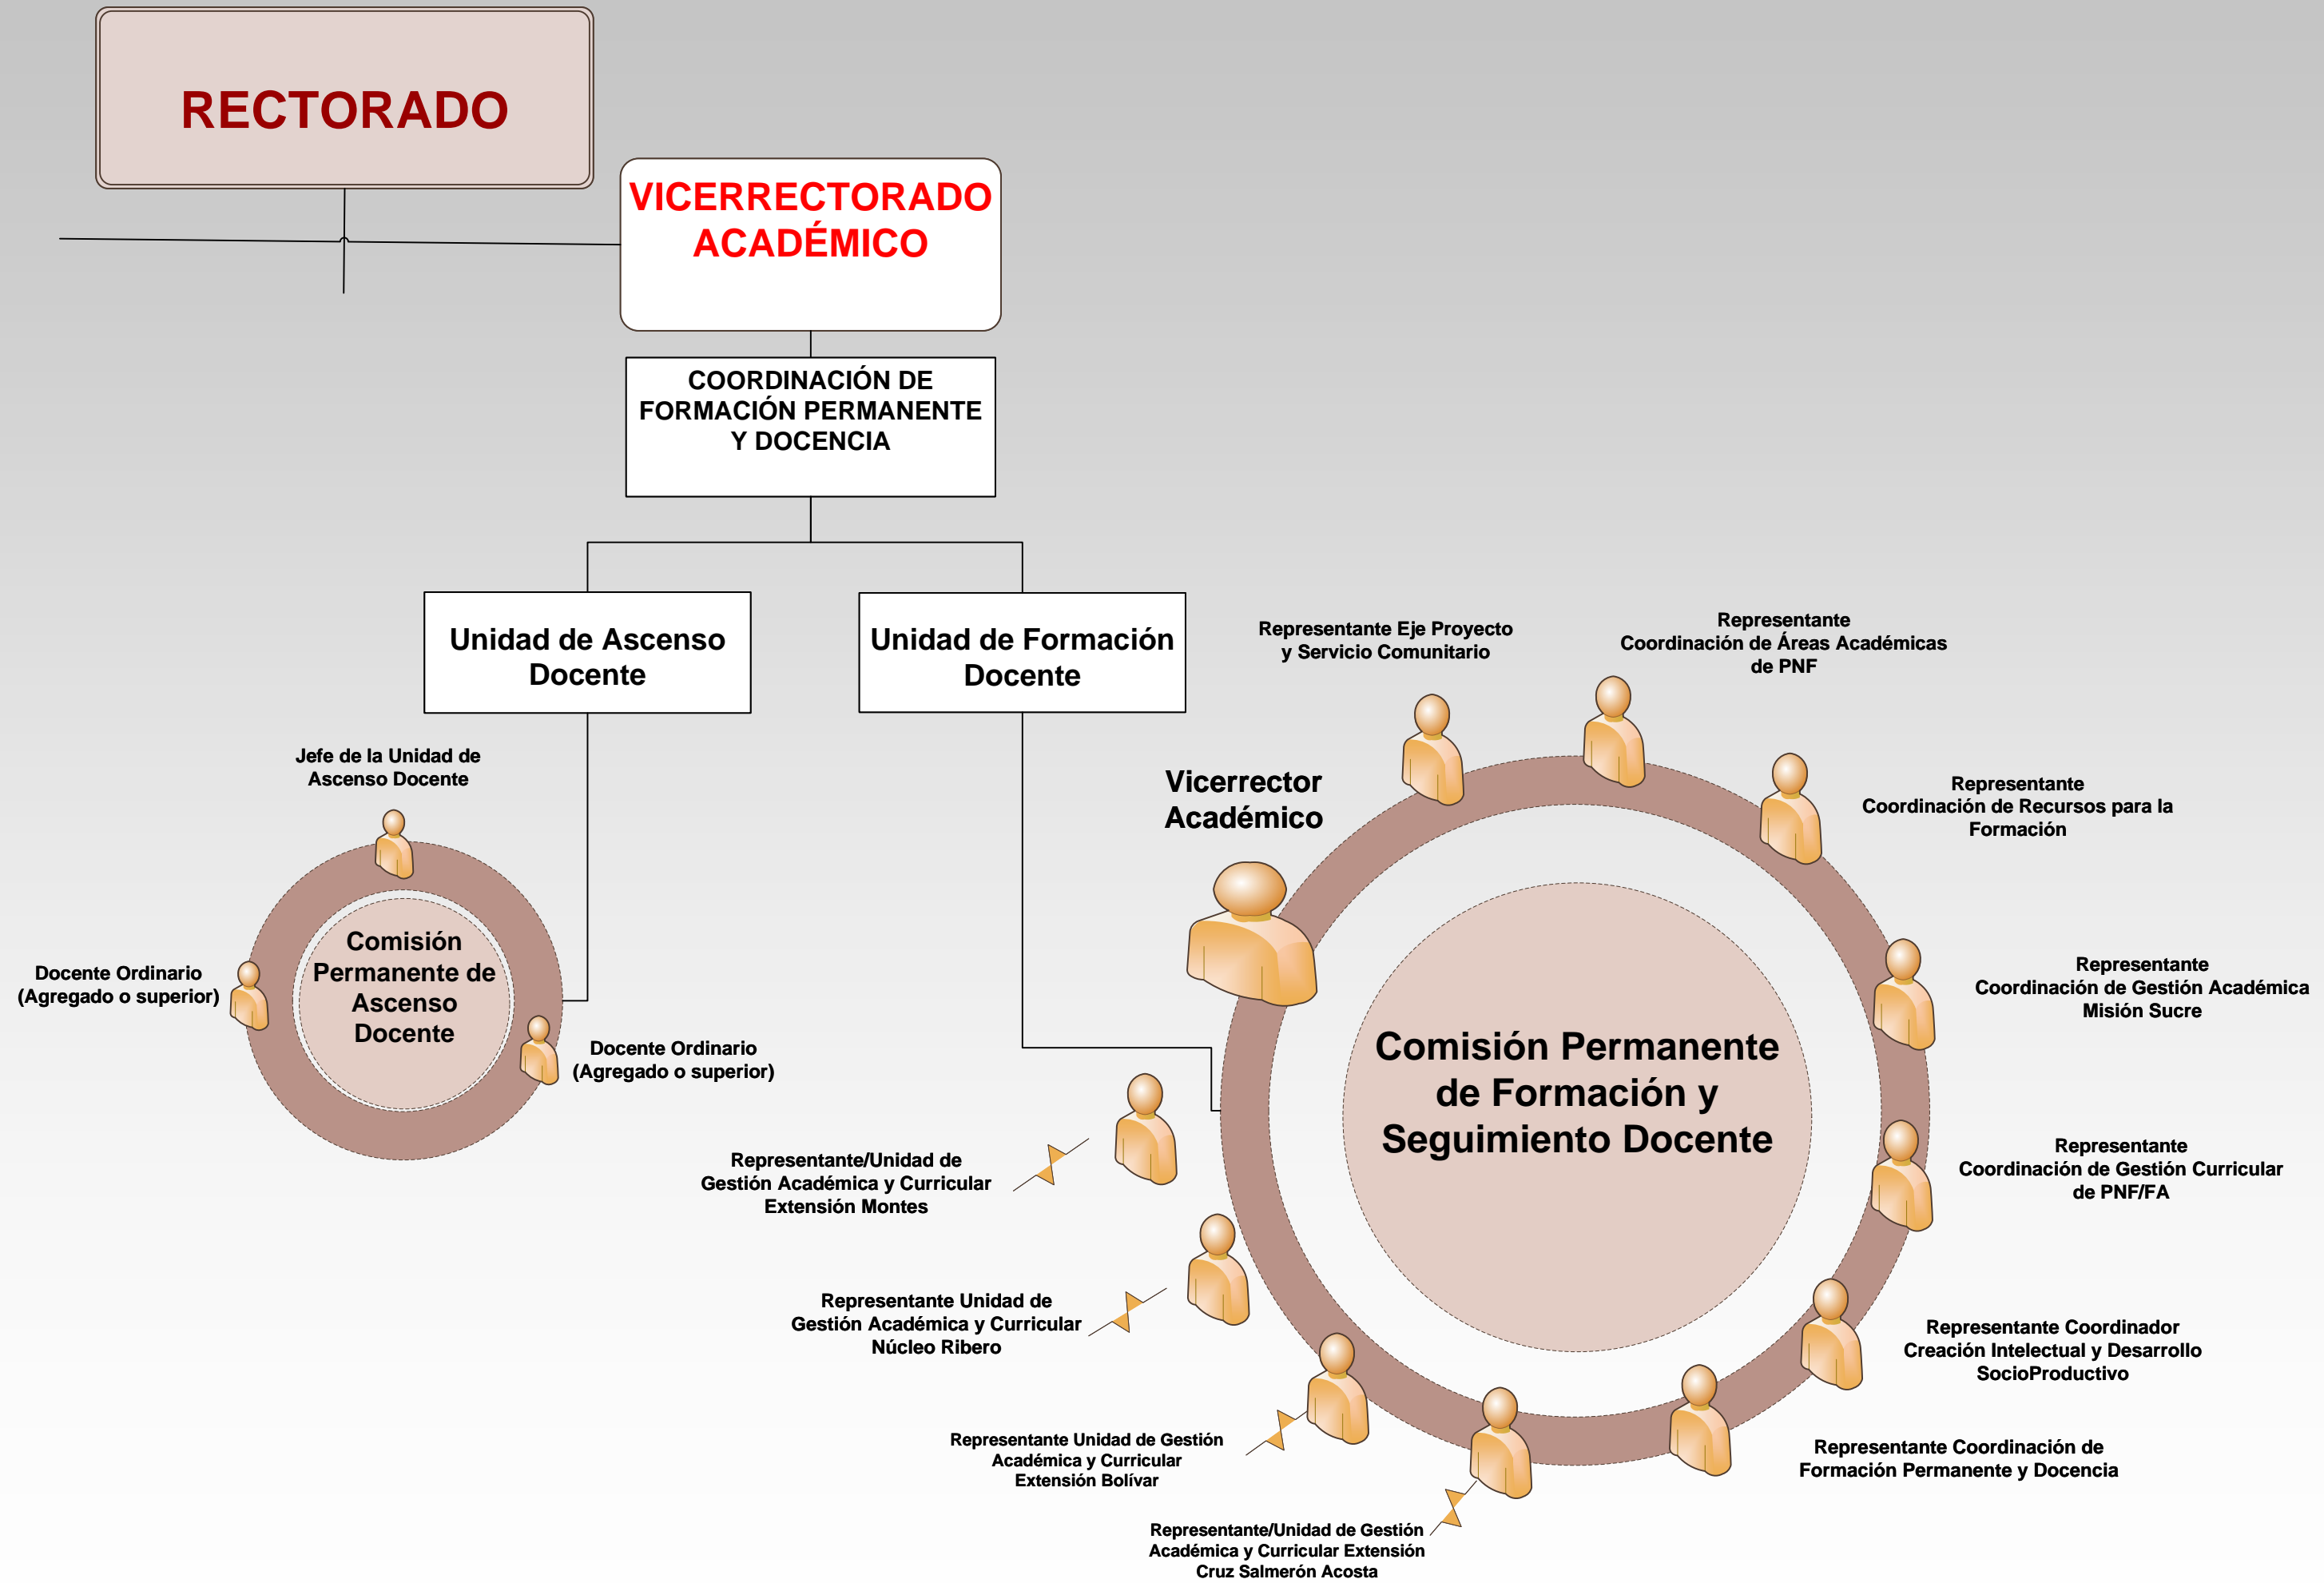 RECTORADO
VICERRECTORADO
ACADÉMICO
COORDINACIÓN DE
FORMACIÓN PERMANENTE
Y DOCENCIA
Unidad de Ascenso
Docente
Unidad de Formación
Docente
Jefe de la Unidad de
Ascenso Docente
Comisión
Permanente de
Ascenso
Docente
Docente Ordinario
(Agregado o superior)
Docente Ordinario
(Agregado o superior)
Vicerrector
Académico
Representante Eje Proyecto
y Servicio Comunitario
Representante
Coordinación de Áreas Académicas
de PNF
Representante
Coordinación de Recursos para la
Formación
Representante
Coordinación de Gestión Académica
Misión Sucre
Representante
Coordinación de Gestión Curricular
de PNF/FA
Representante Coordinador
Creación Intelectual y Desarrollo
SocioProductivo
Representante Coordinación de
Formación Permanente y Docencia
Comisión Permanente
de Formación y
Seguimiento Docente
Representante/Unidad de
Gestión Académica y Curricular
Extensión Montes
Representante Unidad de
Gestión Académica y Curricular
Núcleo Ribero
Representante Unidad de Gestión
Académica y Curricular
Extensión Bolívar
Representante/Unidad de Gestión
Académica y Curricular Extensión
Cruz Salmerón Acosta